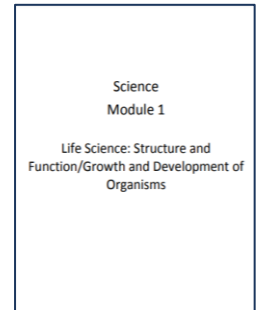 Science
Module 1
Life Science: Structure and
Function/Growth and Development of
Organisms